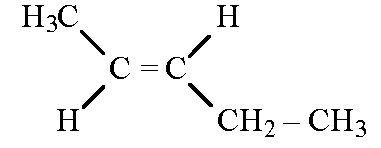 H₃C H
C = C
H CH₂ – CH₃